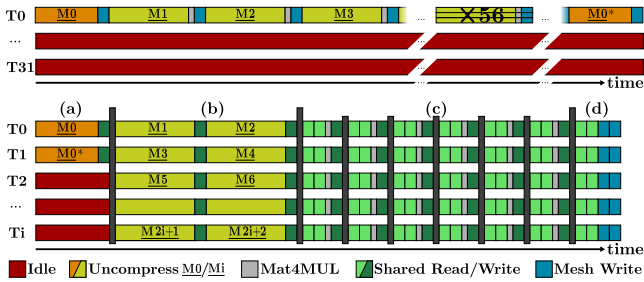 T0 M0 M1 M2 M3 ... ×56 ... M0*
... ... ...
T31 ... ...
time
(a) (b) (c) (d)
T0 M0 M1 M2
T1 M0* M3 M4
T2 M5 M6
...
Ti M2i+1 M2i+2
time
Idle Uncompress M0/Mi Mat4MUL Shared Read/Write Mesh Write